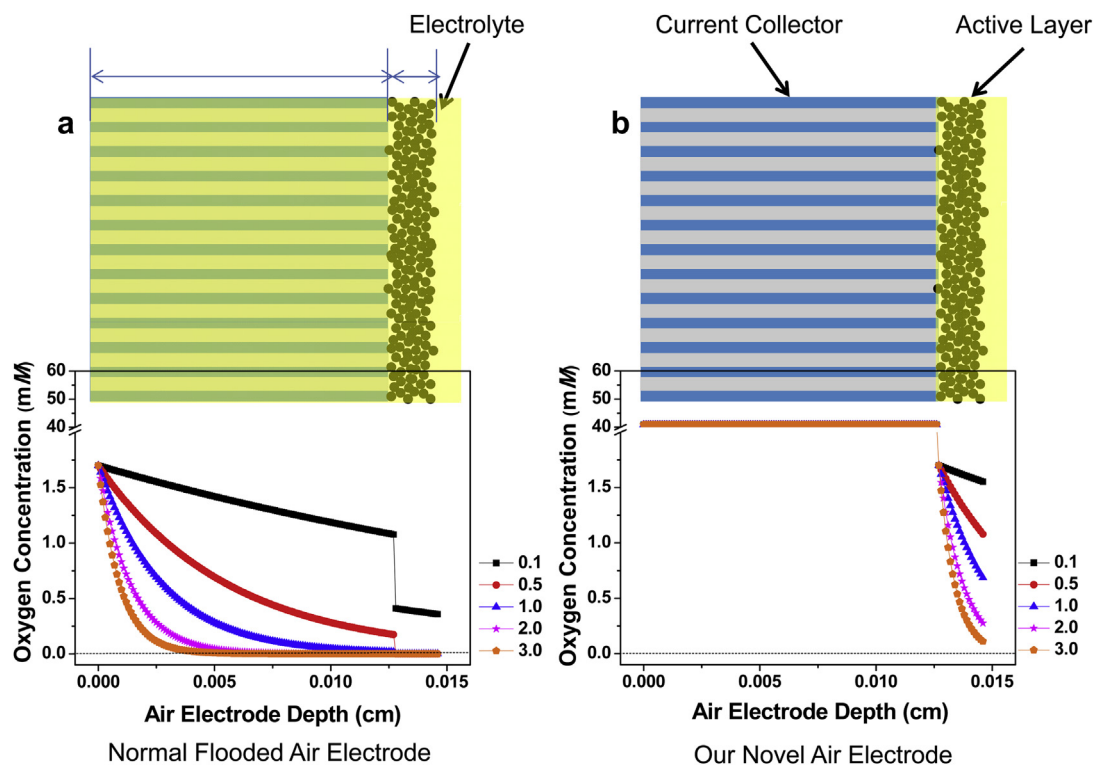 Electrolyte
Current Collector
Active Layer
a
b
Oxygen Concentration (mM)
60
50
40
1.5
1.0
0.5
0.0
0.1
0.5
1.0
2.0
3.0
0.000
0.005
0.010
0.015
Air Electrode Depth (cm)
Normal Flooded Air Electrode
Oxygen Concentration (mM)
60
50
40
1.5
1.0
0.5
0.0
0.1
0.5
1.0
2.0
3.0
0.000
0.005
0.010
0.015
Air Electrode Depth (cm)
Our Novel Air Electrode